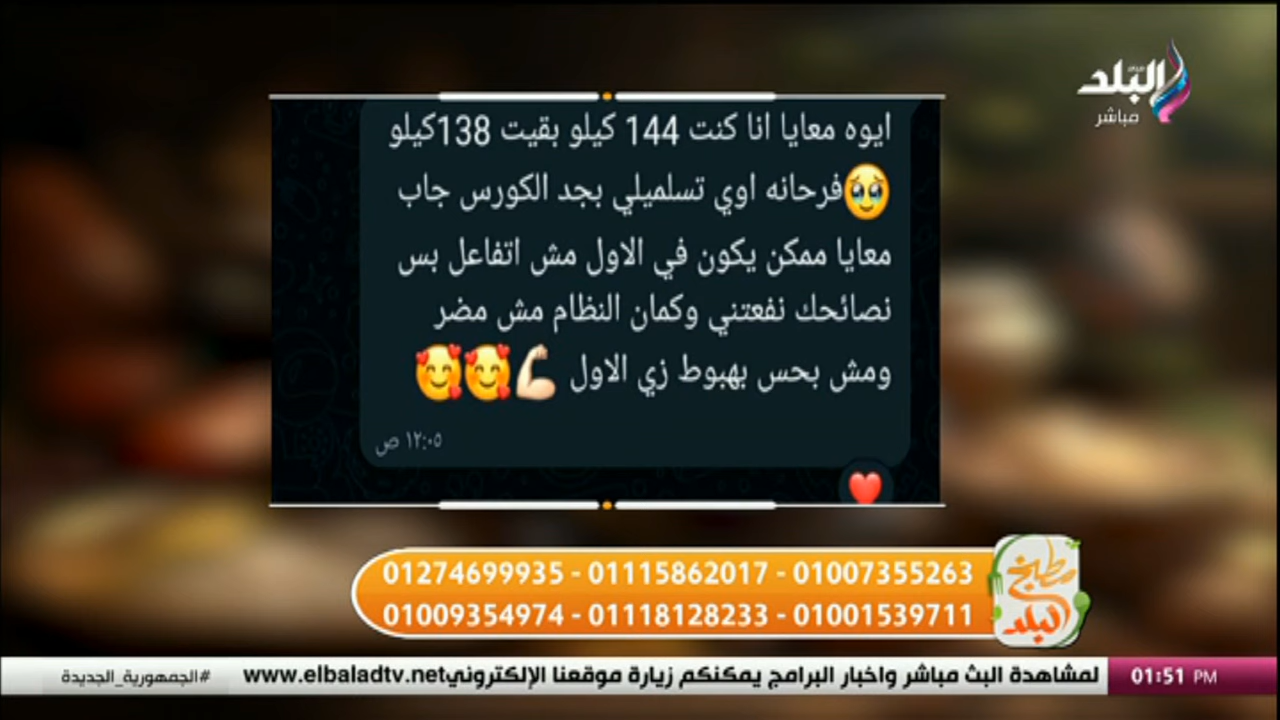 البلد
مباشر
ايوه معايا انا كنت 144 كيلو بقيت 138كيلو
🥹فرحانه اوي تسلميلي بجد الكورس جاب
معايا ممكن يكون في الاول مش اتفاعل بس
نصائحك نفعتني وكمان النظام مش مضر
ومش بحس بهبوط زي الاول 💪🏻🥰🥰
١٢:٠٥ ص
❤️
01274699935 - 01115862017 - 01007355263
01009354974 - 01118128233 - 01001539711
مطبخ
البلد
01:51 PM
لمشاهدة البث مباشر واخبار البرامج يمكنكم زيارة موقعنا الإلكتروني www.elbaladtv.net
#الجمهورية_الجديدة